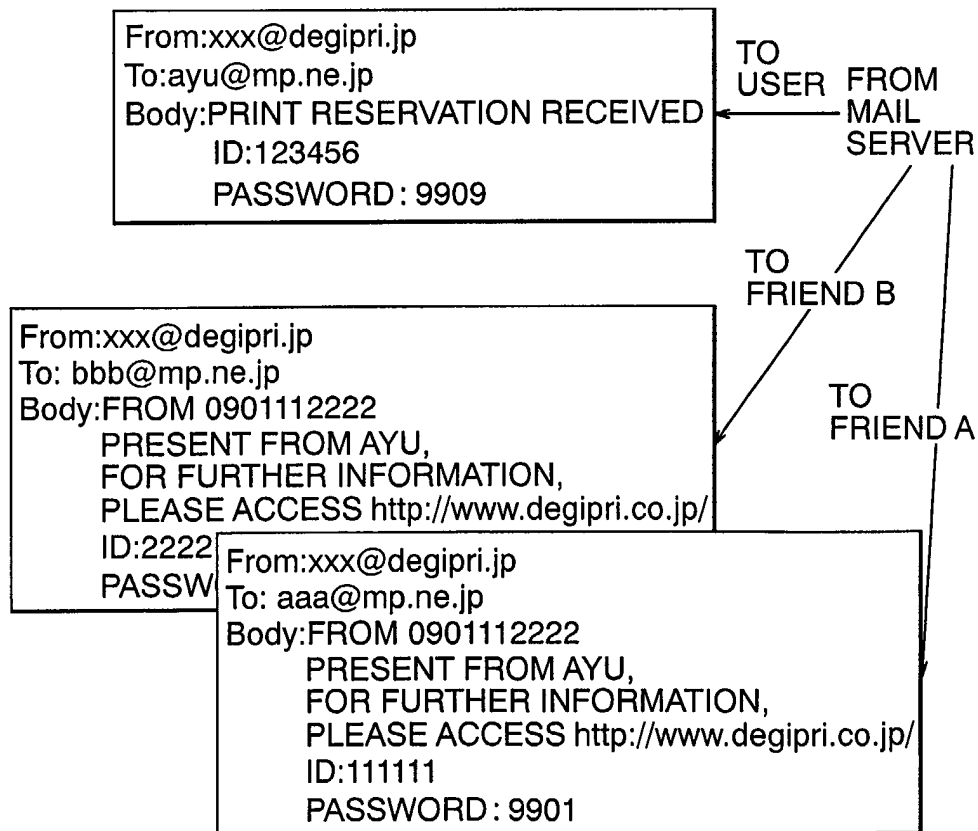 From:xxx@degipri.jp
To:ayu@mp.ne.jp
Body:PRINT RESERVATION RECEIVED
ID:123456
PASSWORD : 9909
TO
USER
FROM
MAIL
SERVER
TO
FRIEND B
TO
FRIEND A
From:xxx@degipri.jp
To: bbb@mp.ne.jp
Body:FROM 0901112222
PRESENT FROM AYU,
FOR FURTHER INFORMATION,
PLEASE ACCESS http://www.degipri.co.jp/
ID:2222
PASSW
From:xxx@degipri.jp
To: aaa@mp.ne.jp
Body:FROM 0901112222
PRESENT FROM AYU,
FOR FURTHER INFORMATION,
PLEASE ACCESS http://www.degipri.co.jp/
ID:111111
PASSWORD : 9901